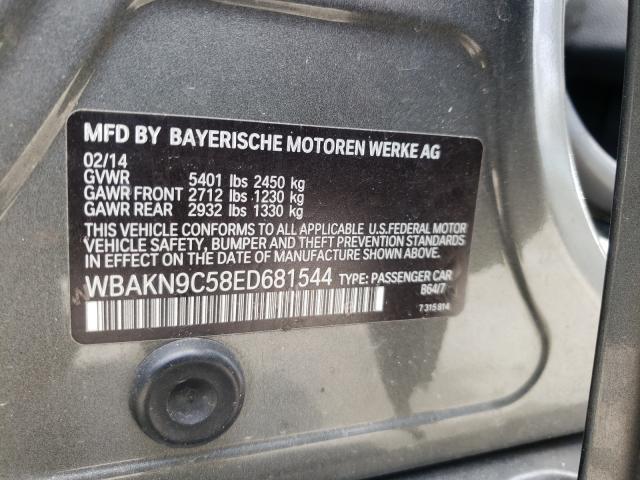 MFD BY BAYERISCHE MOTOREN WERKE AG
02/14
GVWR 5401 lbs 2450 kg
GAWR FRONT 2712 lbs 1230 kg
GAWR REAR 2932 lbs 1330 kg
THIS VEHICLE CONFORMS TO ALL APPLICABLE U.S.FEDERAL MOTOR
VEHICLE SAFETY, BUMPER AND THEFT PREVENTION STANDARDS
IN EFFECT ON THE DATE OF MANUFACTURE SHOWN ABOVE.
WBAKN9C58ED681544 TYPE: PASSENGER CAR
B64/7
7 315 814